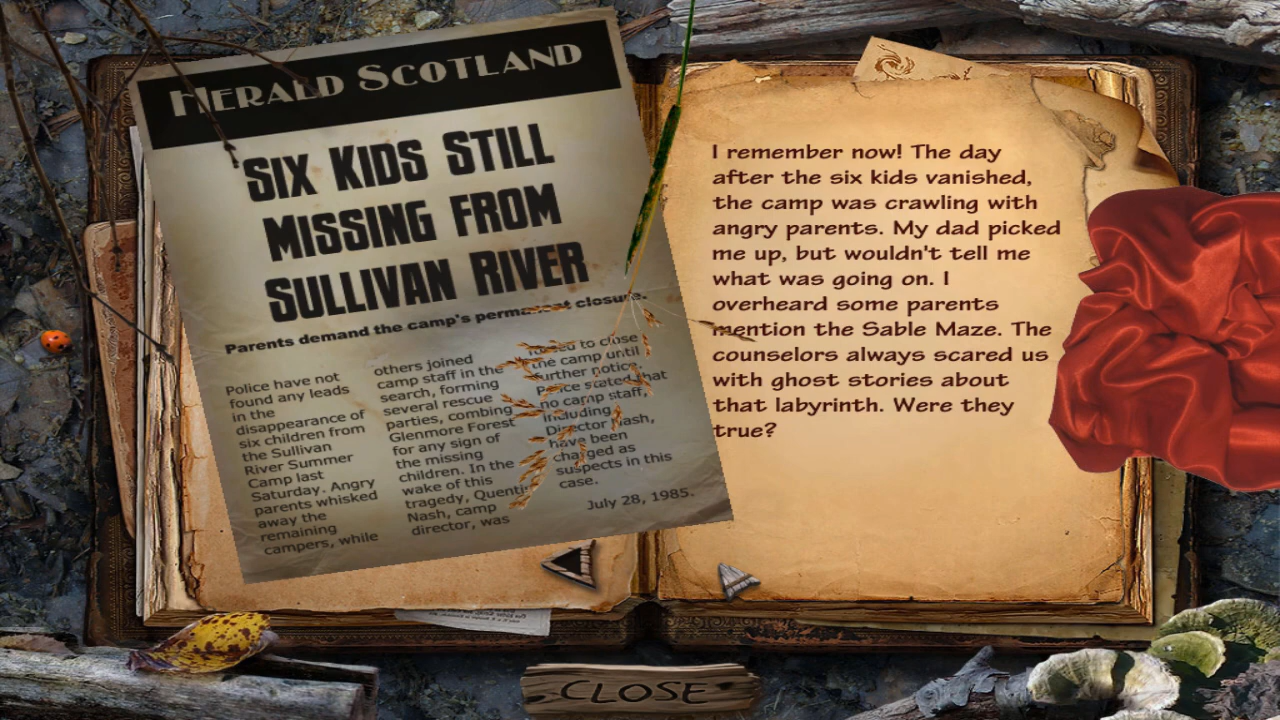 HERALD SCOTLAND
SIX KIDS STILL
MISSING FROM
SULLIVAN RIVER
Parents demand the camp's permanent closure.
Police have not
found any leads
in the
disappearance of
six children from
the Sullivan
River Summer
Camp last
Saturday. Angry
parents whisked
away the
remaining
campers, while
others joined
camp staff in the
search, forming
several rescue
parties, combing
Glenmore Forest
for any sign of
the missing
children. In the
wake of this
tragedy, Quentin
Nash, camp
director, was
to close
the camp until
further notice.
Police stated that
no camp staff,
including
Director Nash,
have been
charged as
suspects in this
case.
July 28, 1985.
I remember now! The day
after the six kids vanished,
the camp was crawling with
angry parents. My dad picked
me up, but wouldn't tell me
what was going on. I
overheard some parents
mention the Sable Maze. The
counselors always scared us
with ghost stories about
that labyrinth. Were they
true?
CLOSE